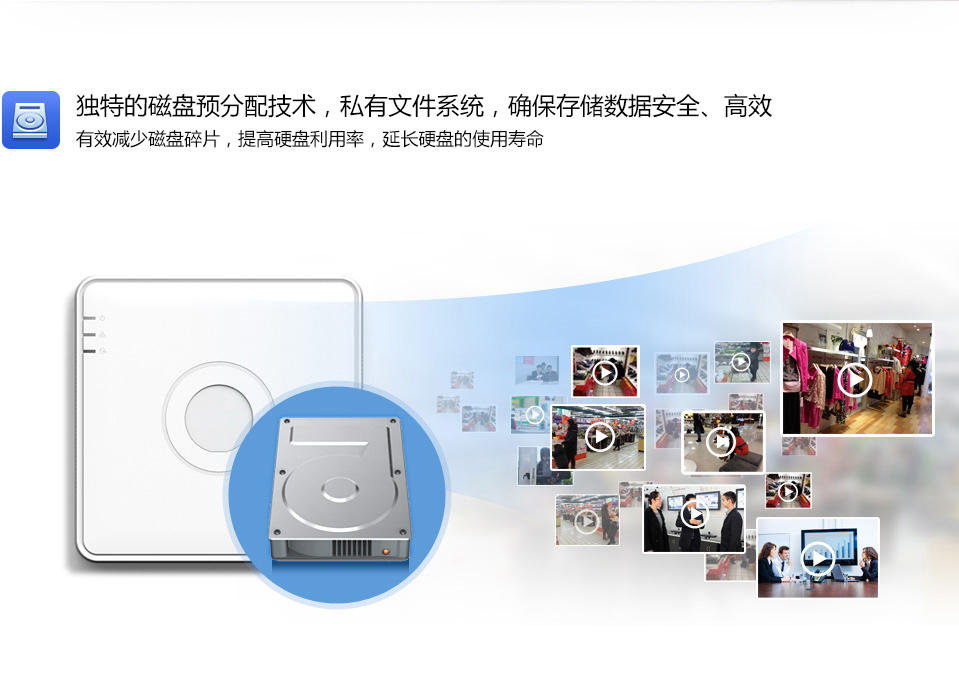 独特的磁盘预分配技术，私有文件系统，确保存储数据安全、高效
有效减少磁盘碎片，提高硬盘利用率，延长硬盘的使用寿命